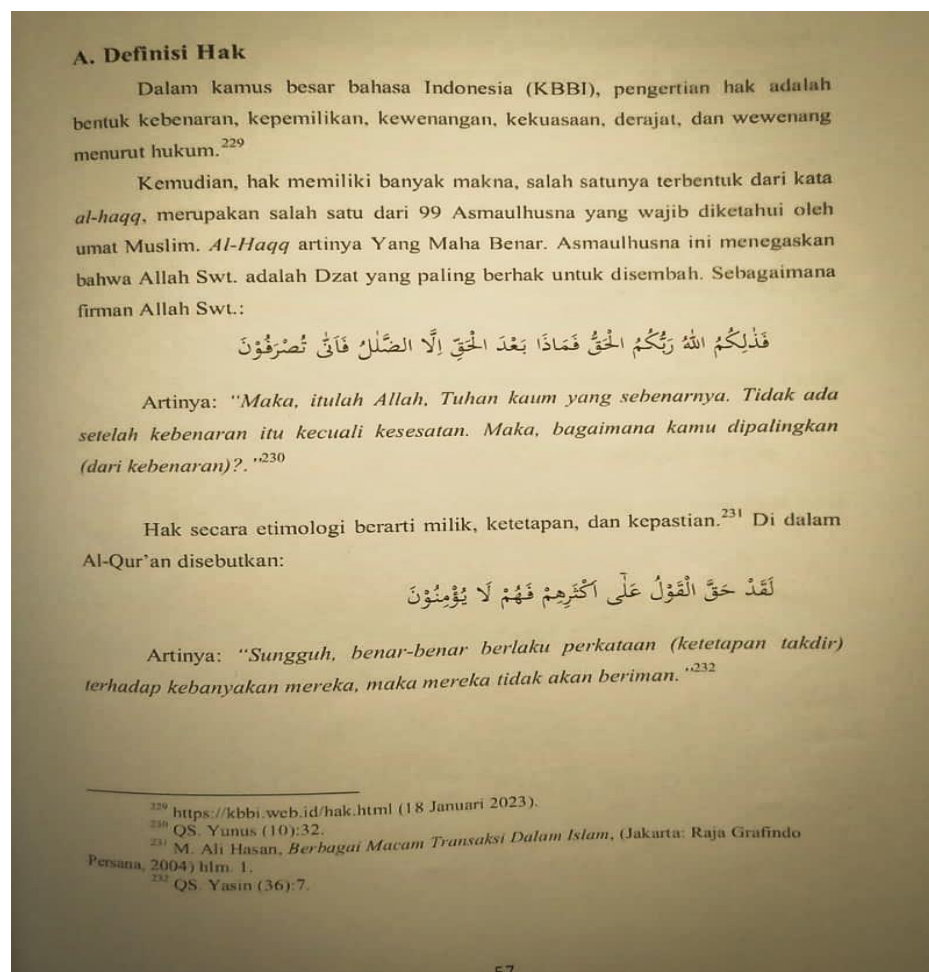 A. Definisi Hak
Dalam kamus besar bahasa Indonesia (KBBI), pengertian hak adalah
bentuk kebenaran, kepemilikan, kewenangan, kekuasaan, derajat, dan wewenang
menurut hukum.229
Kemudian, hak memiliki banyak makna, salah satunya terbentuk dari kata
al-haqq, merupakan salah satu dari 99 Asmaulhusna yang wajib diketahui oleh
umat Muslim. Al-Haqq artinya Yang Maha Benar. Asmaulhusna ini menegaskan
bahwa Allah Swt. adalah Dzat yang paling berhak untuk disembah. Sebagaimana
firman Allah Swt.:
فَذٰلِكُمُ اللّٰهُ رَبُّكُمُ الْحَقُّ فَمَاذَا بَعْدَ الْحَقِّ اِلَّا الضَّلٰلُ فَاَنّٰى تُصْرَفُوْنَ
Artinya: "Maka, itulah Allah, Tuhan kaum yang sebenarnya. Tidak ada
setelah kebenaran itu kecuali kesesatan. Maka, bagaimana kamu dipalingkan
(dari kebenaran)?."230
Hak secara etimologi berarti milik, ketetapan, dan kepastian.231 Di dalam
Al-Qur'an disebutkan:
لَقَدْ حَقَّ الْقَوْلُ عَلٰٓى اَكْثَرِهِمْ فَهُمْ لَا يُؤْمِنُوْنَ
Artinya: "Sungguh, benar-benar berlaku perkataan (ketetapan takdir)
terhadap kebanyakan mereka, maka mereka tidak akan beriman."232
229 https://kbbi.web.id/hak.html (18 Januari 2023).
230 QS. Yunus (10):32.
231 M. Ali Hasan, Berbagai Macam Transaksi Dalam Islam, (Jakarta: Raja Grafindo
Persana, 2004) hlm. 1.
232 QS. Yasin (36):7.
57